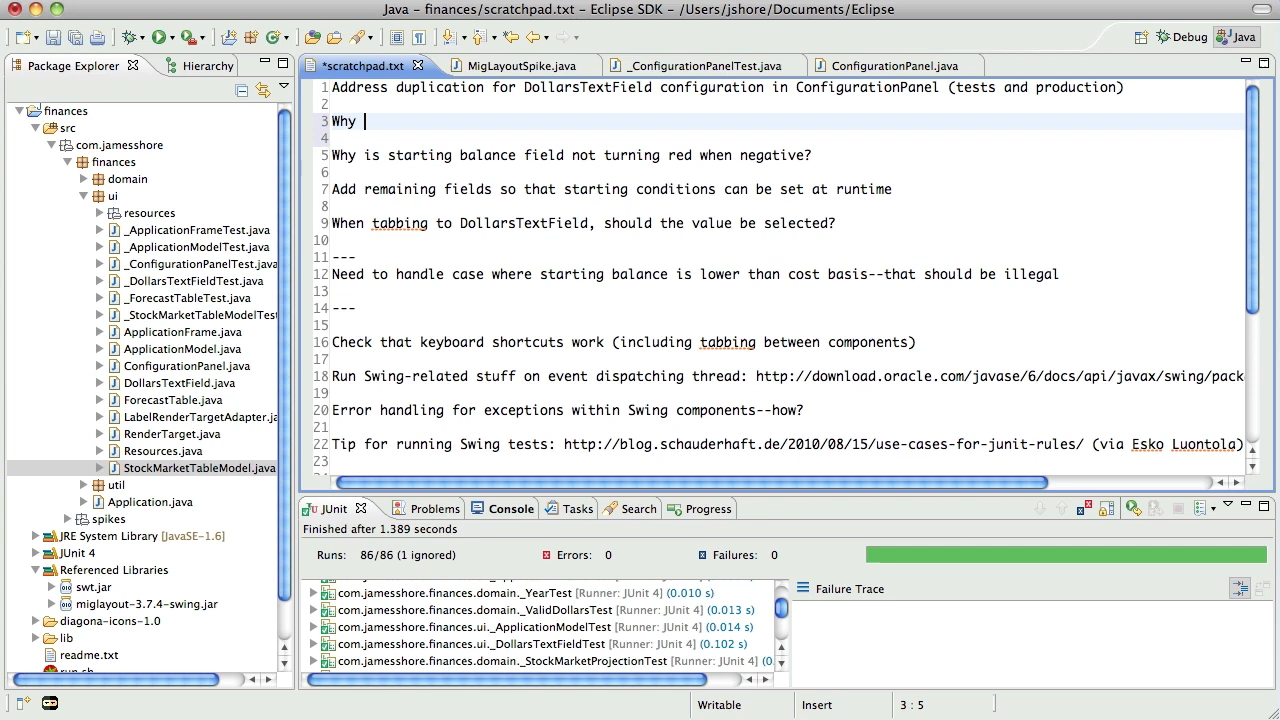 Java - finances/scratchpad.txt - Eclipse SDK - /Users/jshore/Documents/Eclipse
Debug
Java
Package Explorer
Hierarchy
finances
src
com.jamesshore
finances
domain
ui
resources
_ApplicationFrameTest.java
_ApplicationModelTest.java
_ConfigurationPanelTest.java
_DollarsTextFieldTest.java
_ForecastTableTest.java
_StockMarketTableModelTest
ApplicationFrame.java
ApplicationModel.java
ConfigurationPanel.java
DollarsTextField.java
ForecastTable.java
LabelRenderTargetAdapter.ja
RenderTarget.java
Resources.java
StockMarketTableModel.java
util
Application.java
spikes
JRE System Library [JavaSE-1.6]
JUnit 4
Referenced Libraries
swt.jar
miglayout-3.7.4-swing.jar
diagona-icons-1.0
lib
readme.txt
run.sh
*scratchpad.txt
MigLayoutSpike.java
_ConfigurationPanelTest.java
ConfigurationPanel.java
1 Address duplication for DollarsTextField configuration in ConfigurationPanel (tests and production)
2
3 Why
4
5 Why is starting balance field not turning red when negative?
6
7 Add remaining fields so that starting conditions can be set at runtime
8
9 When tabbing to DollarsTextField, should the value be selected?
10
11 ---
12 Need to handle case where starting balance is lower than cost basis--that should be illegal
13
14 ---
15
16 Check that keyboard shortcuts work (including tabbing between components)
17
18 Run Swing-related stuff on event dispatching thread: http://download.oracle.com/javase/6/docs/api/javax/swing/pack
19
20 Error handling for exceptions within Swing components--how?
21
22 Tip for running Swing tests: http://blog.schauderhaft.de/2010/08/15/use-cases-for-junit-rules/ (via Esko Luontola)
23
JUnit
Problems
Console
Tasks
Search
Progress
Finished after 1.389 seconds
Runs: 86/86 (1 ignored)
Errors: 0
Failures: 0
com.jamesshore.finances.domain._YearTest [Runner: JUnit 4] (0.010 s)
com.jamesshore.finances.domain._ValidDollarsTest [Runner: JUnit 4] (0.013 s)
com.jamesshore.finances.ui._ApplicationModelTest [Runner: JUnit 4] (0.014 s)
com.jamesshore.finances.ui._DollarsTextFieldTest [Runner: JUnit 4] (0.102 s)
com.jamesshore.finances.domain._StockMarketProjectionTest [Runner: JUnit 4] (0
Failure Trace
Writable
Insert
3 : 5